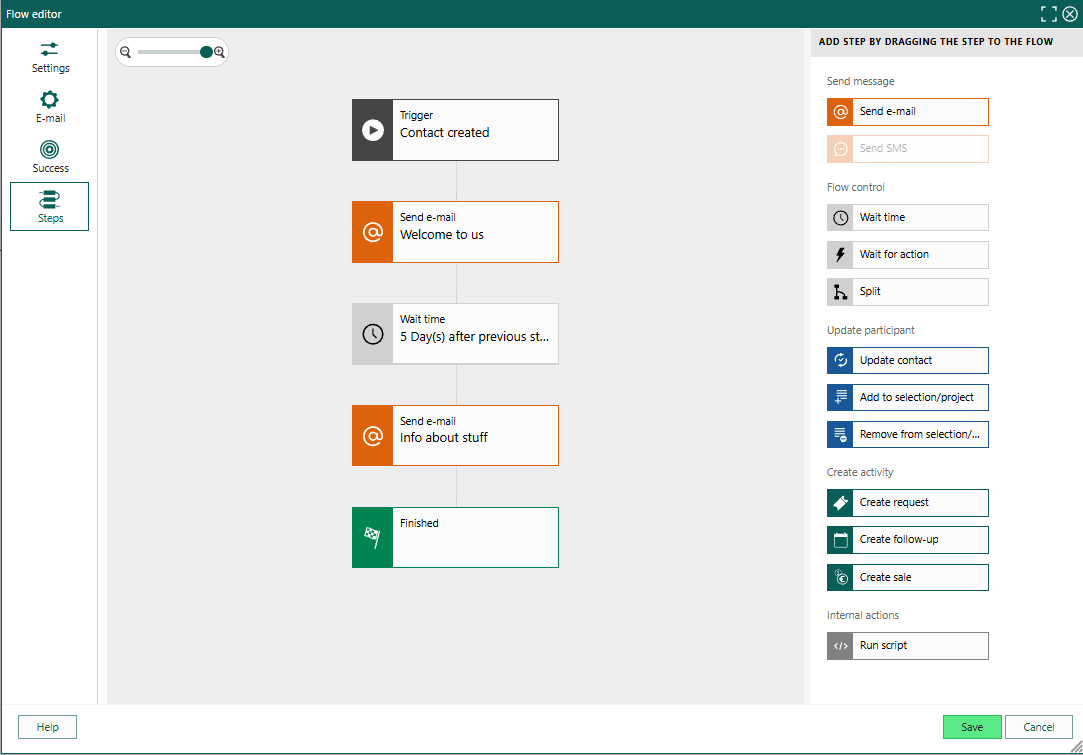 Flow editor
Settings
E-mail
Success
Steps
Trigger
Contact created
Send e-mail
Welcome to us
Wait time
5 Day(s) after previous st...
Send e-mail
Info about stuff
Finished
ADD STEP BY DRAGGING THE STEP TO THE FLOW
Send message
Send e-mail
Send SMS
Flow control
Wait time
Wait for action
Split
Update participant
Update contact
Add to selection/project
Remove from selection/...
Create activity
Create request
Create follow-up
Create sale
Internal actions
Run script
Help
Save
Cancel